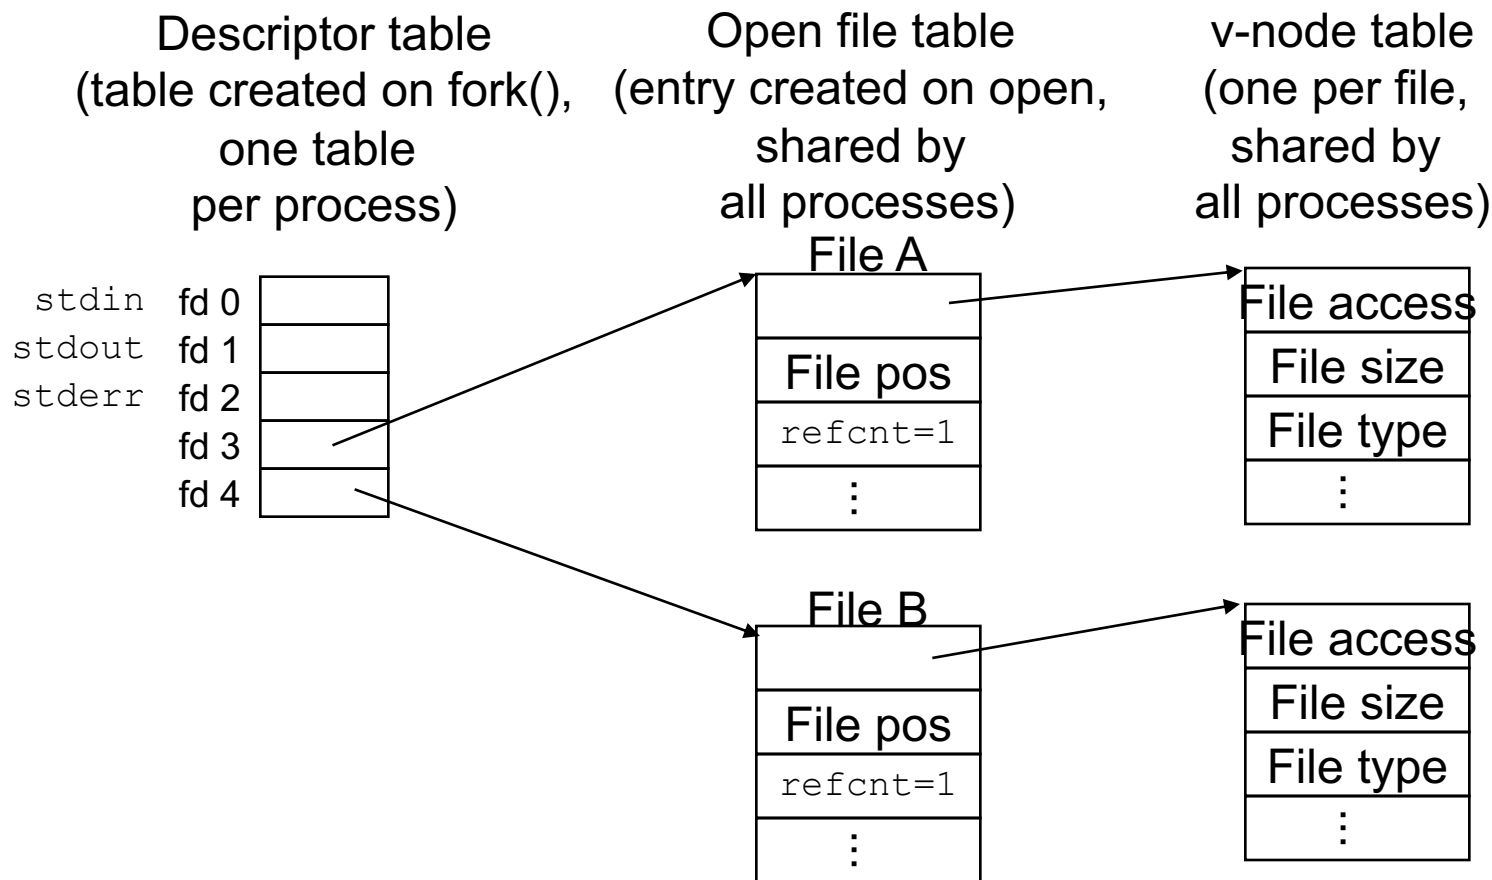 Descriptor table
(table created on fork(),
one table
per process)
Open file table
(entry created on open,
shared by
all processes)
v-node table
(one per file,
shared by
all processes)
stdin fd 0
stdout fd 1
stderr fd 2
fd 3
fd 4
File A
File pos
refcnt=1
⋮
File access
File size
File type
⋮
File B
File pos
refcnt=1
⋮
File access
File size
File type
⋮